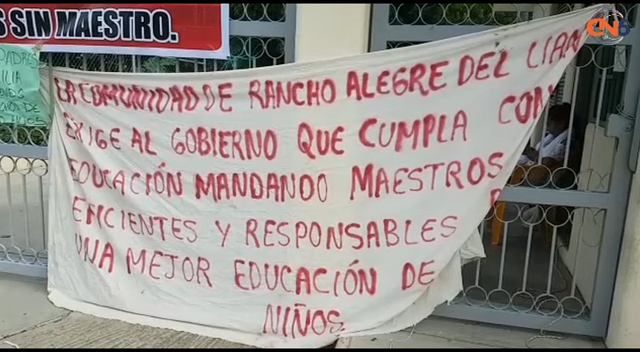 S SIN MAESTRO.
LA COMUNIDAD DE RANCHO ALEGRE DEL LLANO
EXIGE AL GOBIERNO QUE CUMPLA CON
EDUCACIÓN MANDANDO MAESTROS
EFICIENTES Y RESPONSABLES
UNA MEJOR EDUCACIÓN DE
NIÑOS